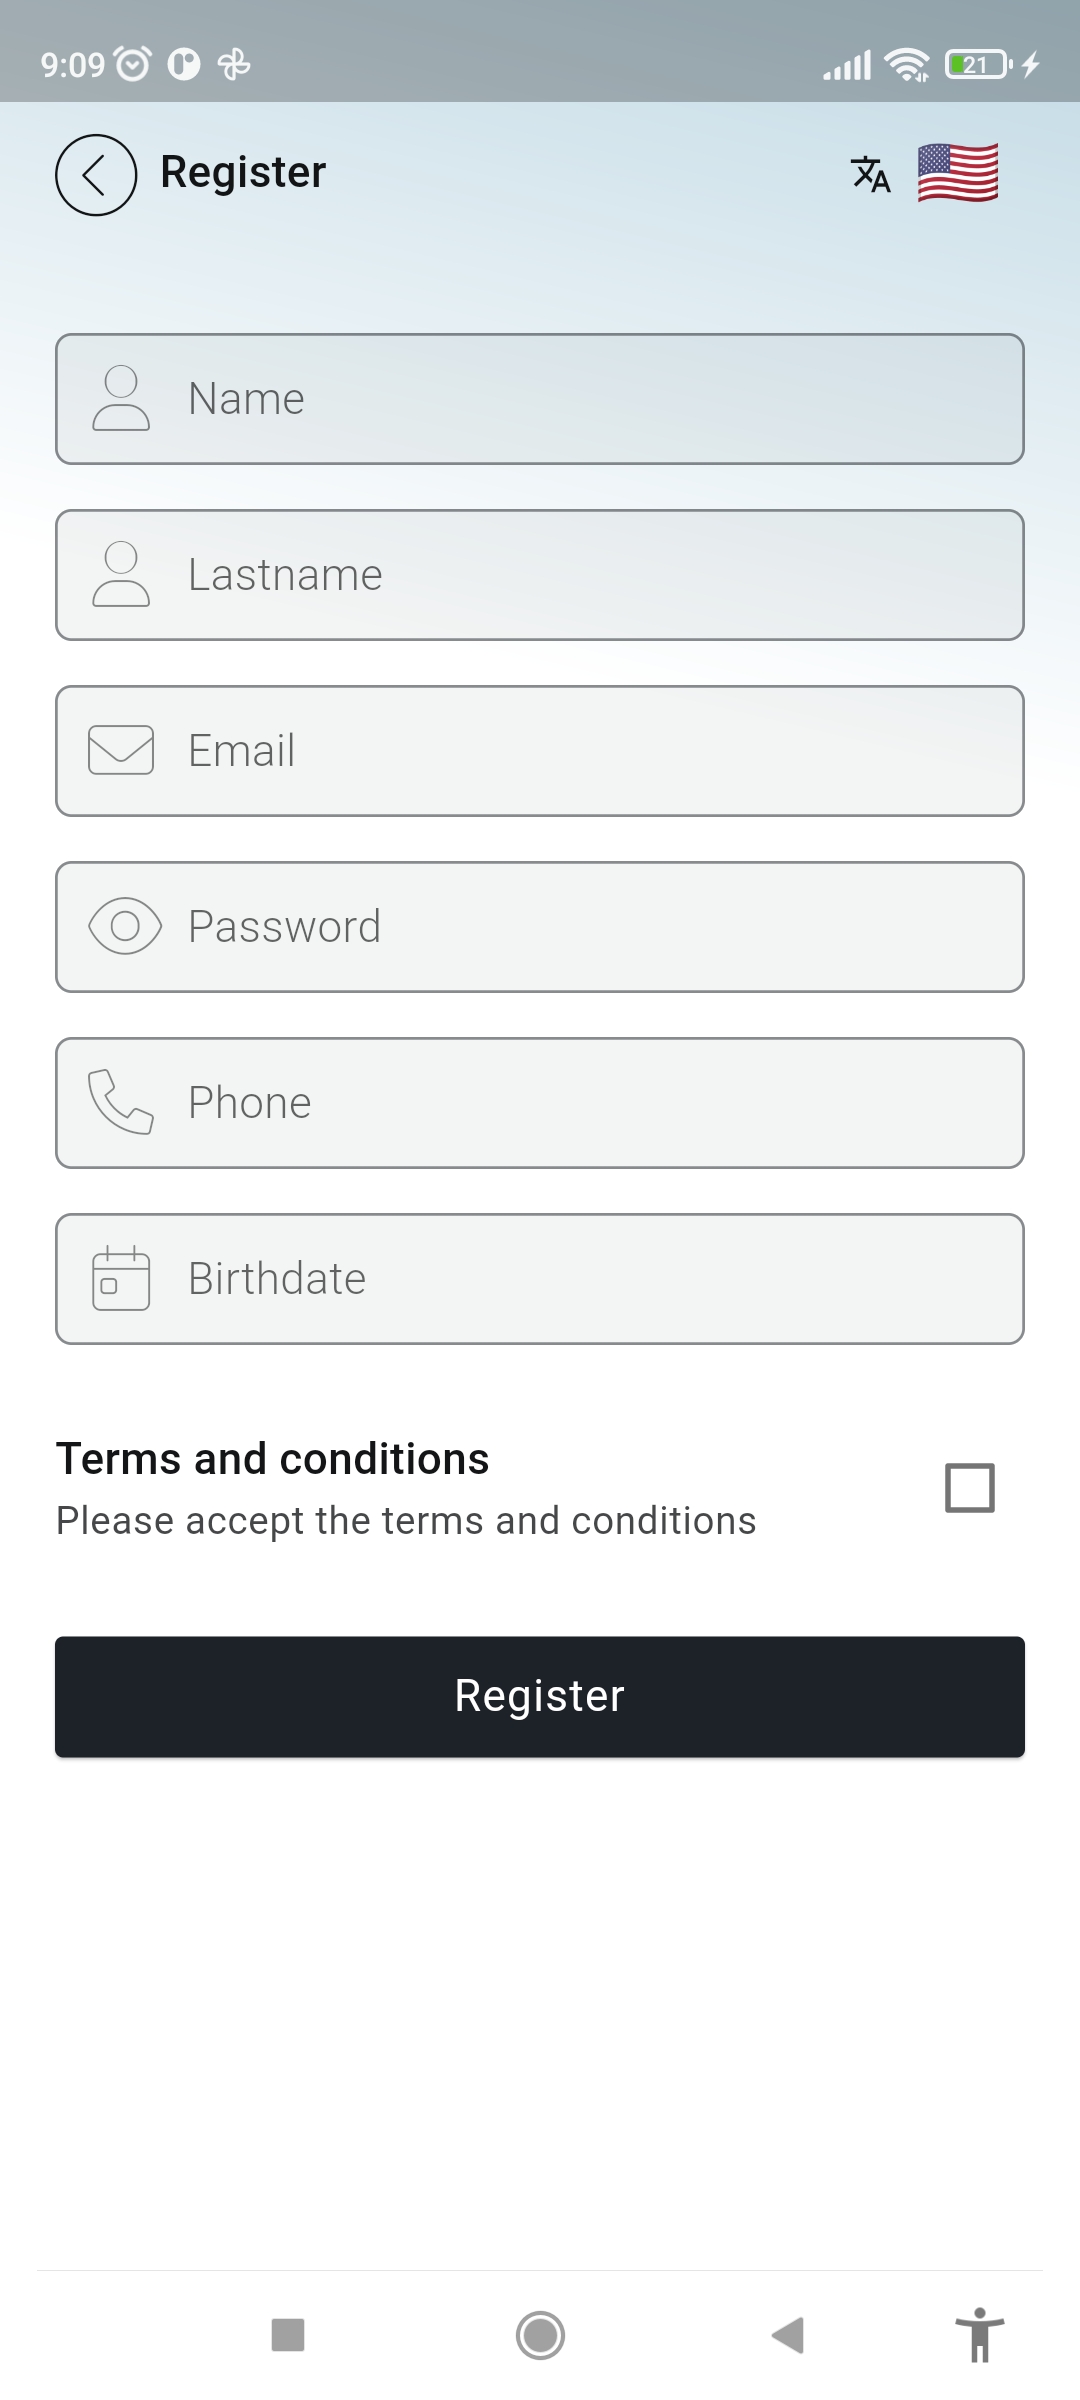 9:09 21
Register
Name
Lastname
Email
Password
Phone
Birthdate
Terms and conditions
Please accept the terms and conditions
Register